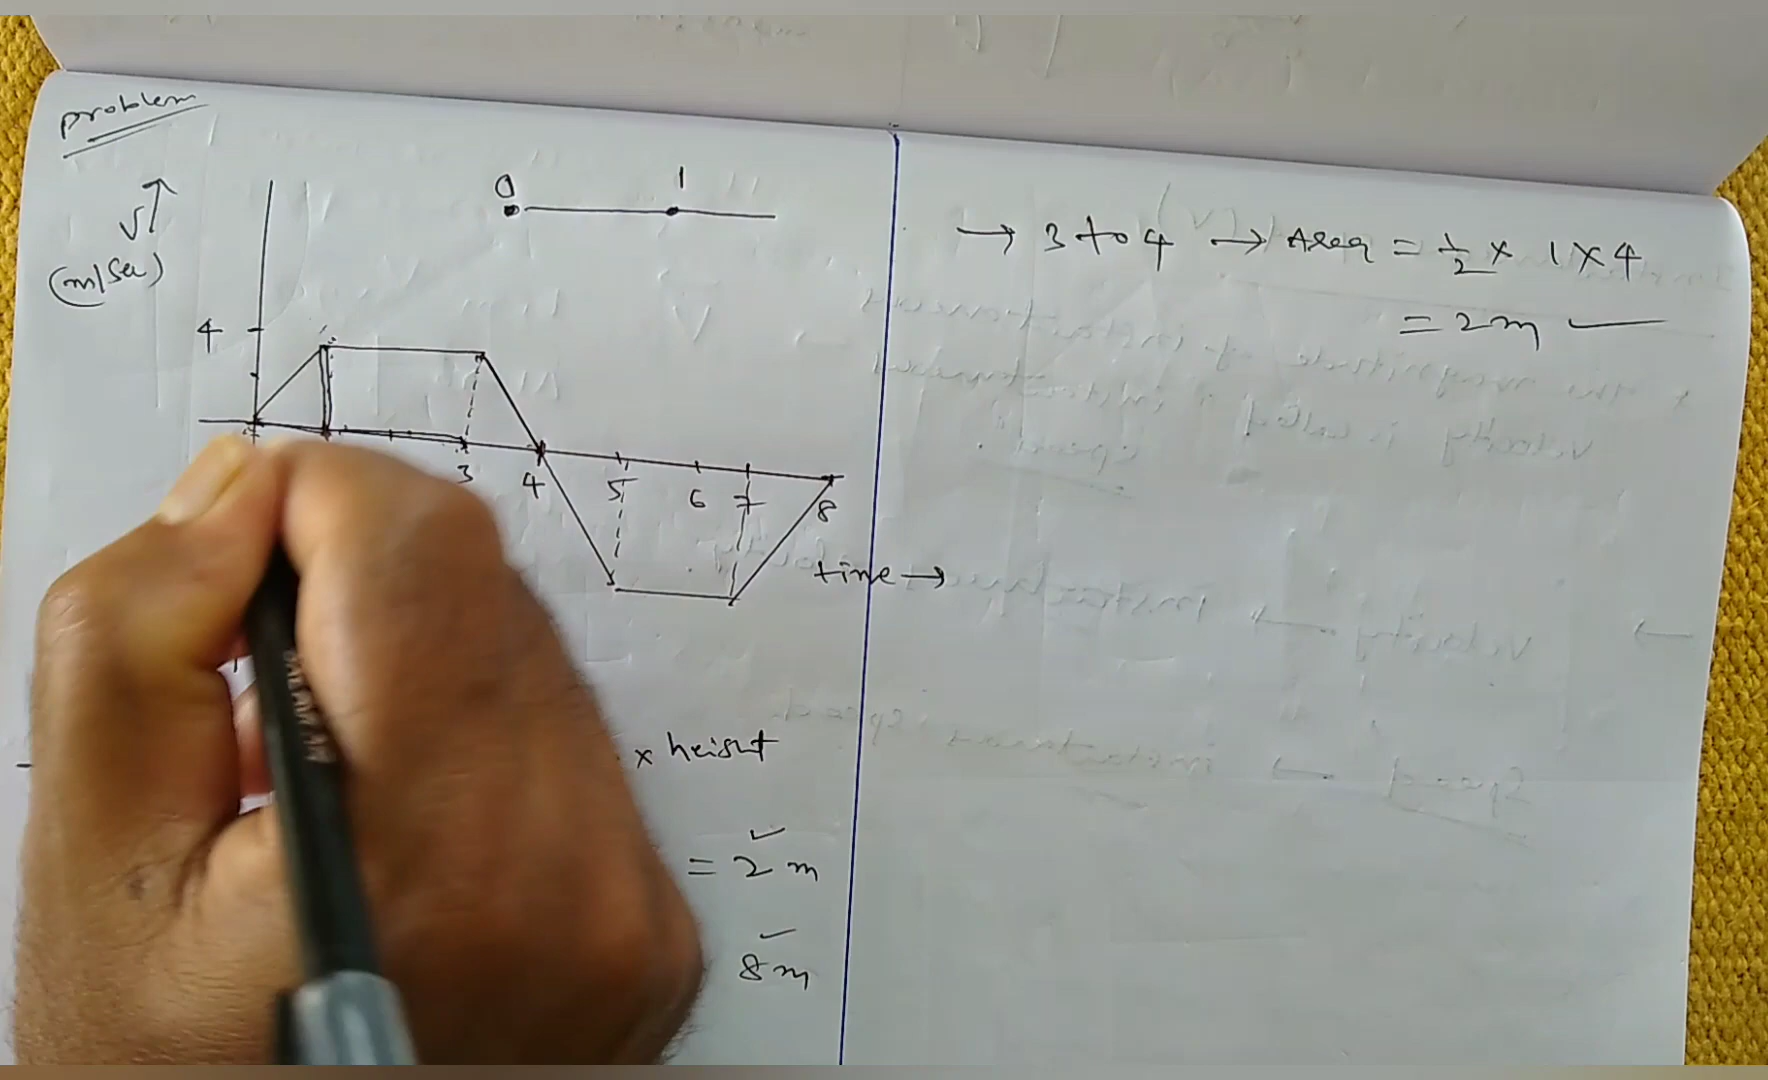 problem
0 1
v↑
(m/sec)
4
3 4 5 6 7 8
time →
x height
= 2 m
8 m
→ 3 to 4 → Area = 1/2 x 1 x 4
= 2 m